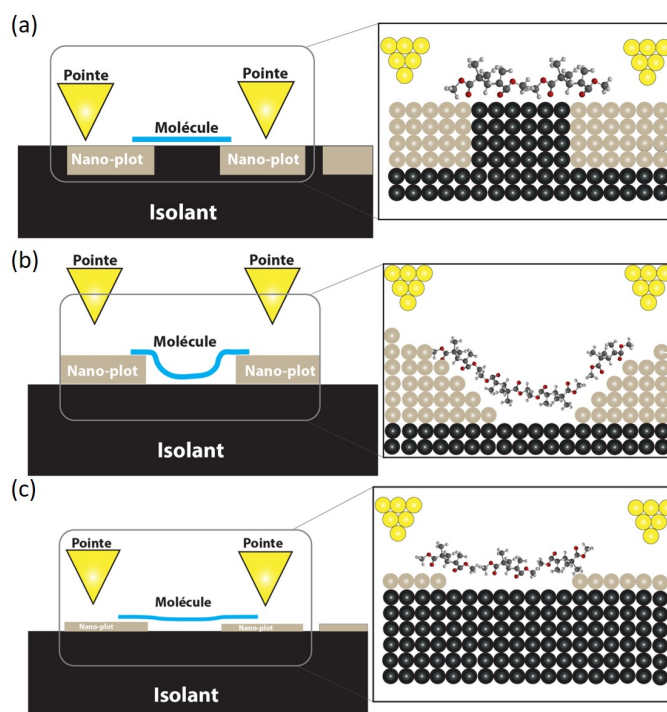 (a)
Pointe
Pointe
Molécule
Nano-plot
Nano-plot
Isolant
(b)
Pointe
Pointe
Molécule
Nano-plot
Nano-plot
Isolant
(c)
Pointe
Pointe
Molécule
Nano-plot
Nano-plot
Isolant